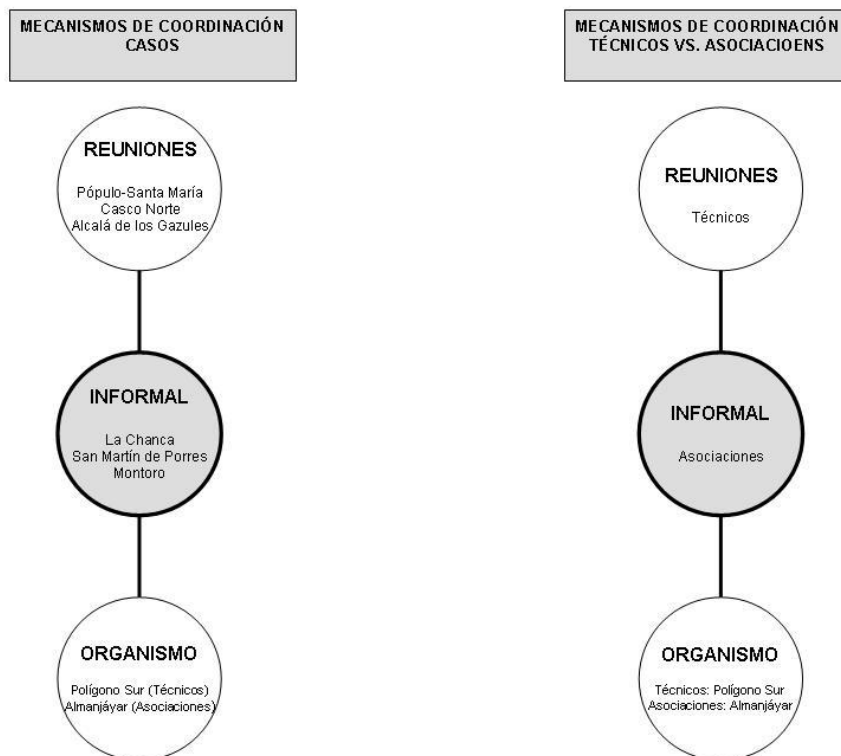 MECANISMOS DE COORDINACIÓN
CASOS
REUNIONES
Pópulo-Santa María
Casco Norte
Alcalá de los Gazules
INFORMAL
La Chanca
San Martín de Porres
Montoro
ORGANISMO
Polígono Sur (Técnicos)
Almanjáyar (Asociaciones)
MECANISMOS DE COORDINACIÓN
TÉCNICOS VS. ASOCIACIOENS
REUNIONES
Técnicos
INFORMAL
Asociaciones
ORGANISMO
Técnicos: Polígono Sur
Asociaciones: Almanjáyar